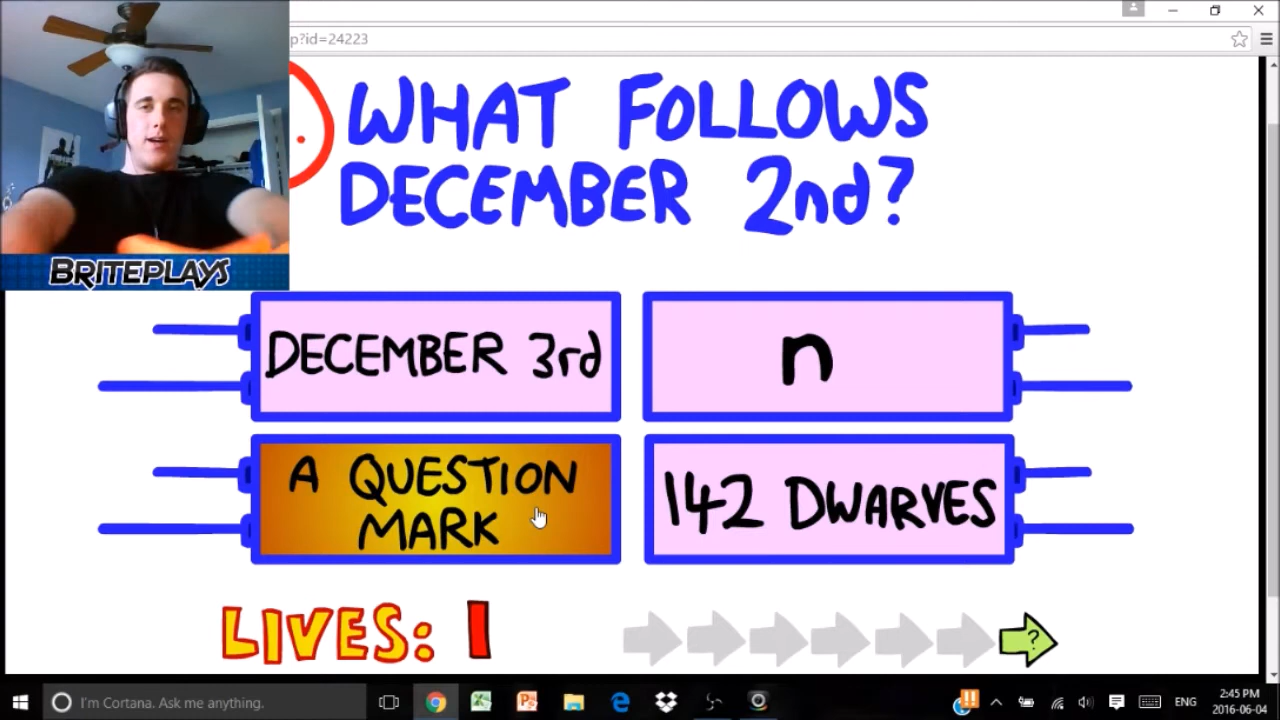 p?id=24223
WHAT FOLLOWS
DECEMBER 2nd?
BRITEPLAYS
DECEMBER 3rd
n
A QUESTION
MARK
142 DWARVES
LIVES: 1
?
I'm Cortana. Ask me anything.
ENG
2:45 PM
2016-06-04